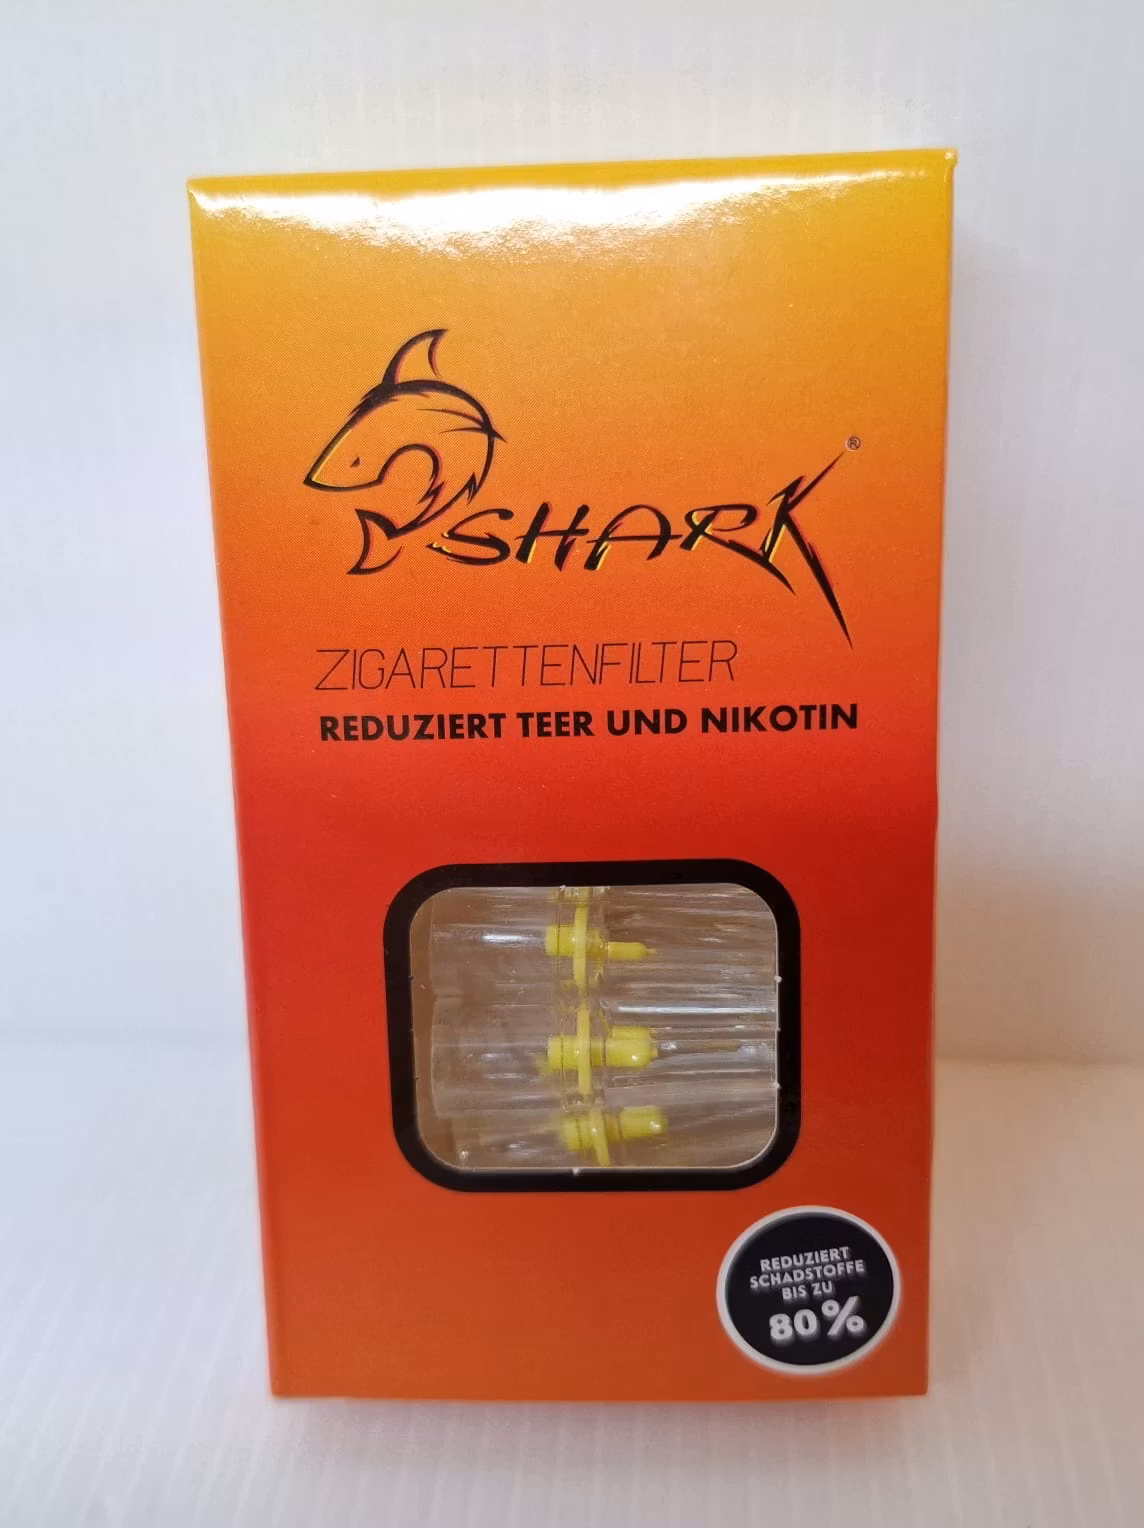 SHARK®
ZIGARETTENFILTER
REDUZIERT TEER UND NIKOTIN
REDUZIERT
SCHADSTOFFE
BIS ZU
80%